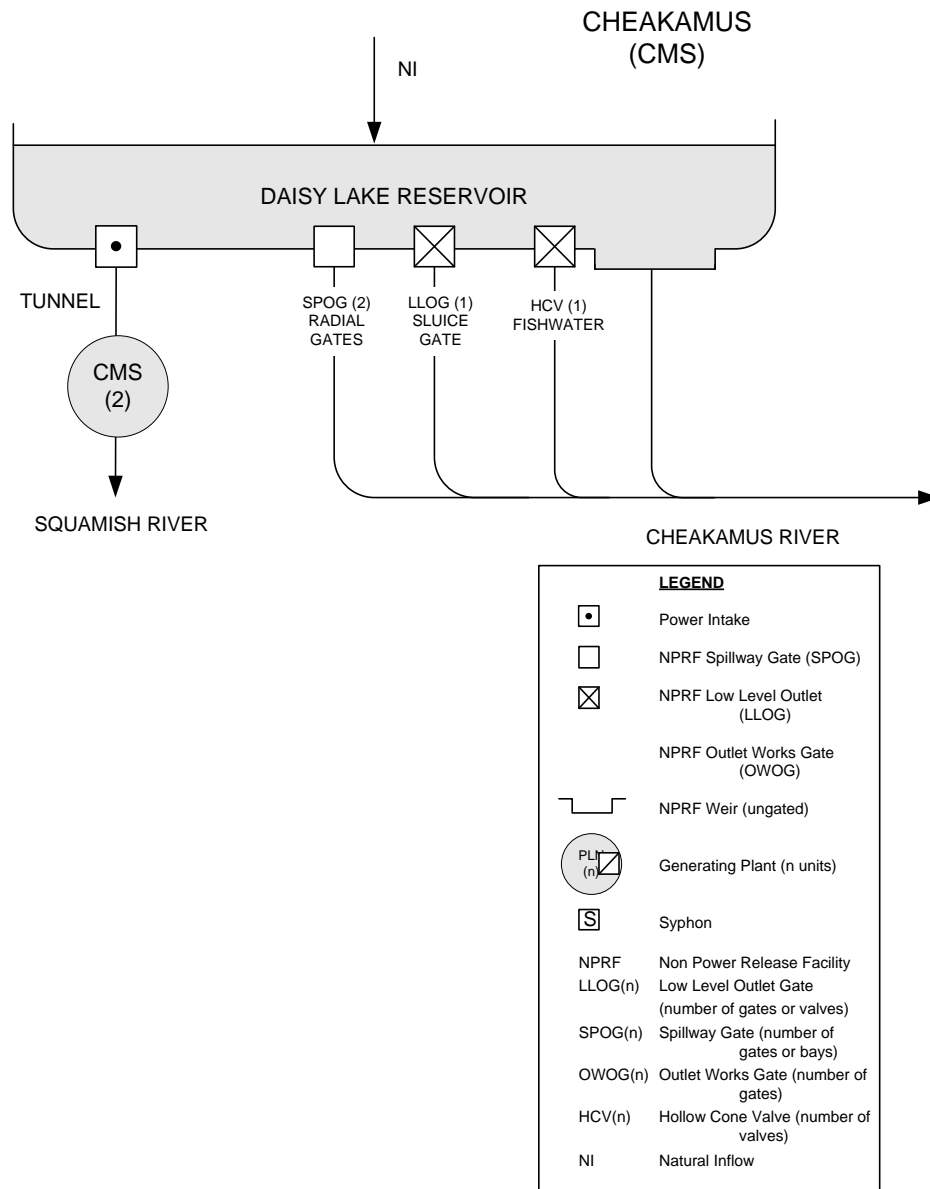 CHEAKAMUS
(CMS)
NI
DAISY LAKE RESERVOIR
TUNNEL
SPOG (2)
RADIAL
GATES
LLOG (1)
SLUICE
GATE
HCV (1)
FISHWATER
CMS
(2)
SQUAMISH RIVER
CHEAKAMUS RIVER
LEGEND
Power Intake
NPRF Spillway Gate (SPOG)
NPRF Low Level Outlet
(LLOG)
NPRF Outlet Works Gate
(OWOG)
NPRF Weir (ungated)
PLN
(n)
Generating Plant (n units)
S Syphon
NPRF Non Power Release Facility
LLOG(n) Low Level Outlet Gate
(number of gates or valves)
SPOG(n) Spillway Gate (number of
gates or bays)
OWOG(n) Outlet Works Gate (number of
gates)
HCV(n) Hollow Cone Valve (number of
valves)
NI Natural Inflow